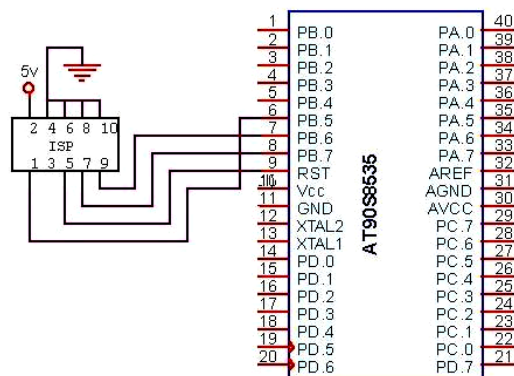 1 PB.0 PA.0 40
2 PB.1 PA.1 39
3 PB.2 PA.2 38
4 PB.3 PA.3 37
5 PB.4 PA.4 36
6 PB.5 PA.5 35
7 PB.6 PA.6 34
8 PB.7 PA.7 33
9 RST AREF 32
10 Vcc AGND 31
11 GND AVCC 30
12 XTAL2 PC.7 29
13 XTAL1 PC.6 28
14 PD.0 PC.5 27
15 PD.1 PC.4 26
16 PD.2 PC.3 25
17 PD.3 PC.2 24
18 PD.4 PC.1 23
19 PD.5 PC.0 22
20 PD.6 PD.7 21
AT90S8535
5v
2 4 6 8 10
ISP
1 3 5 7 9